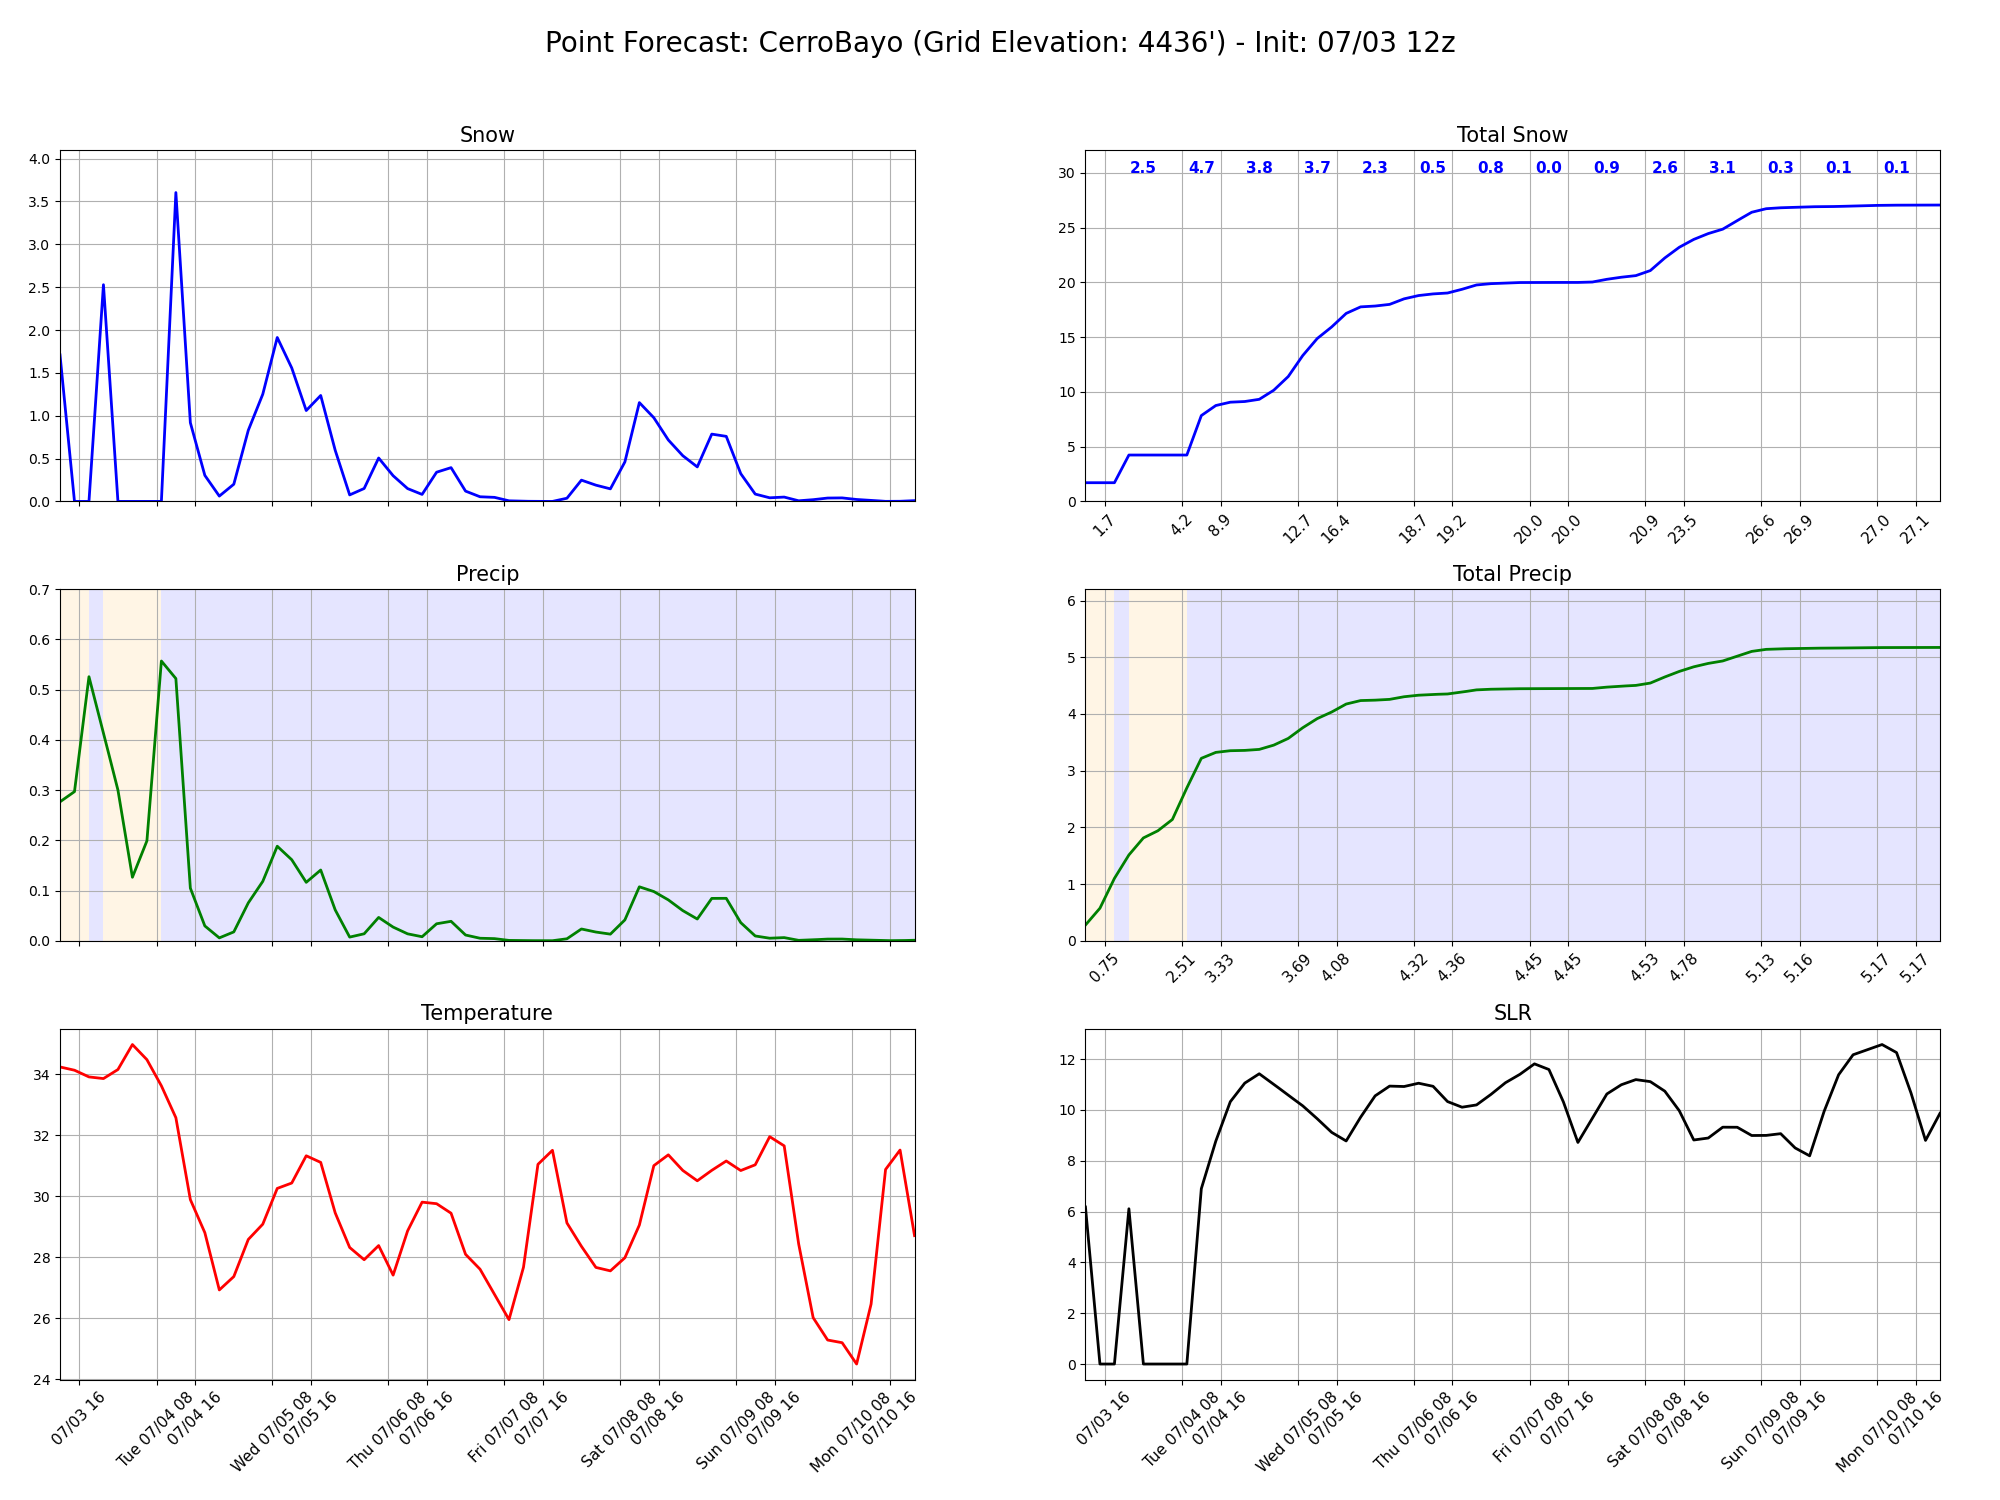 Point Forecast: CerroBayo (Grid Elevation: 4436') - Init: 07/03 12z
Snow
4.0
3.5
3.0
2.5
2.0
1.5
1.0
0.5
0.0
Total Snow
2.5 4.7 3.8 3.7 2.3 0.5 0.8 0.0 0.9 2.6 3.1 0.3 0.1 0.1
30
25
20
15
10
5
0
1.7 4.2 8.9 12.7 16.4 18.7 19.2 20.0 20.0 20.9 23.5 26.6 26.9 27.0 27.1
Precip
0.7
0.6
0.5
0.4
0.3
0.2
0.1
0.0
Total Precip
6
5
4
3
2
1
0
0.75 2.51 3.33 3.69 4.08 4.32 4.36 4.45 4.45 4.53 4.78 5.13 5.16 5.17 5.17
Temperature
34
32
30
28
26
24
07/03 16
Tue 07/04 08
07/04 16
Wed 07/05 08
07/05 16
Thu 07/06 08
07/06 16
Fri 07/07 08
07/07 16
Sat 07/08 08
07/08 16
Sun 07/09 08
07/09 16
Mon 07/10 08
07/10 16
SLR
12
10
8
6
4
2
0
07/03 16
Tue 07/04 08
07/04 16
Wed 07/05 08
07/05 16
Thu 07/06 08
07/06 16
Fri 07/07 08
07/07 16
Sat 07/08 08
07/08 16
Sun 07/09 08
07/09 16
Mon 07/10 08
07/10 16